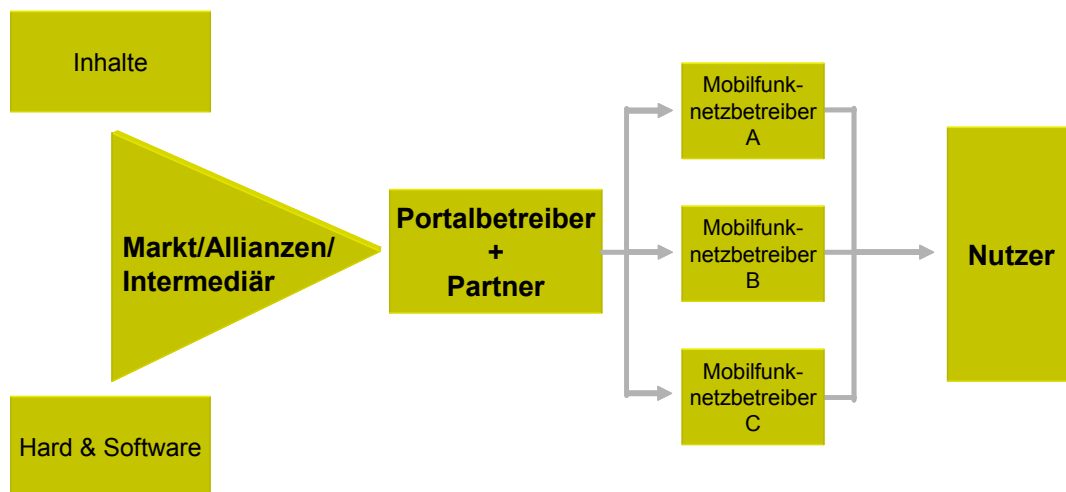 Inhalte
Markt/Allianzen/
Intermediär
Hard & Software
Portalbetreiber
+
Partner
Mobilfunk-
netzbetreiber
A
Mobilfunk-
netzbetreiber
B
Mobilfunk-
netzbetreiber
C
Nutzer